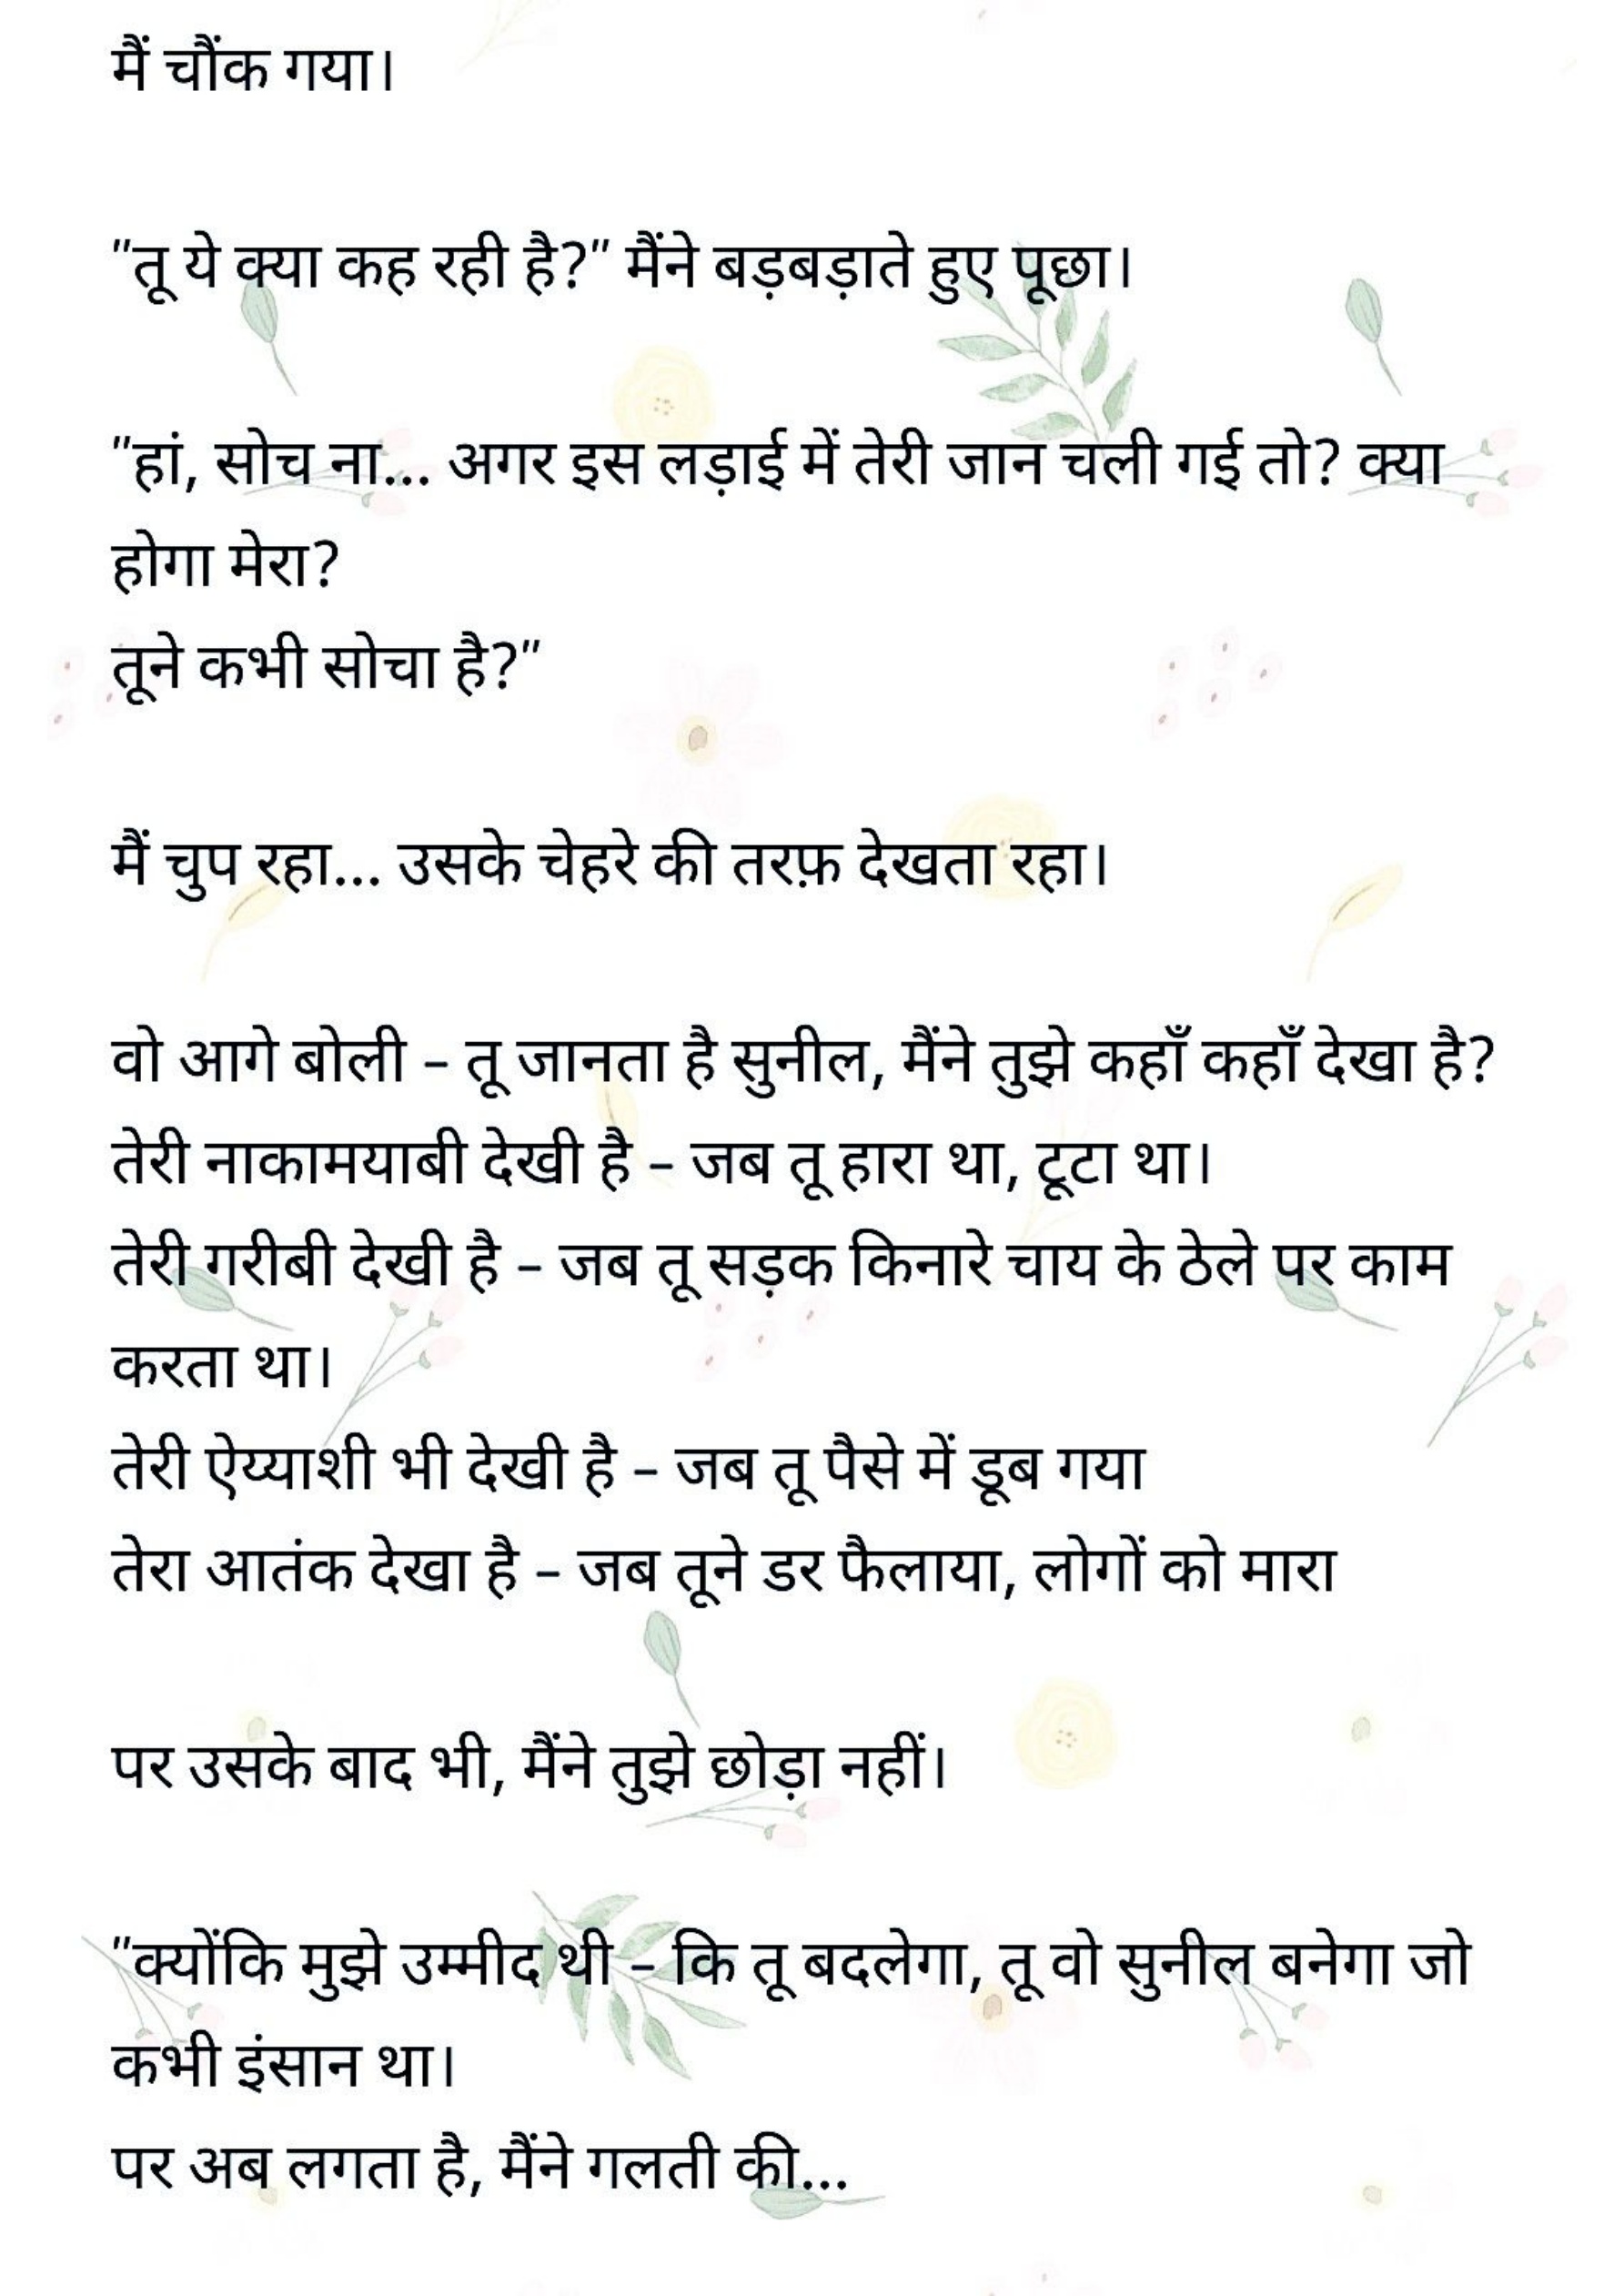 मैं चौंक गया।
"तू ये क्या कह रही है?" मैंने बड़बड़ाते हुए पूछा।
"हां, सोच ना... अगर इस लड़ाई में तेरी जान चली गई तो? क्या
होगा मेरा?
तूने कभी सोचा है?"
मैं चुप रहा... उसके चेहरे की तरफ़ देखता रहा।
वो आगे बोली – तू जानता है सुनील, मैंने तुझे कहाँ कहाँ देखा है?
तेरी नाकामयाबी देखी है – जब तू हारा था, टूटा था।
तेरी गरीबी देखी है – जब तू सड़क किनारे चाय के ठेले पर काम
करता था।
तेरी ऐय्याशी भी देखी है – जब तू पैसे में डूब गया
तेरा आतंक देखा है – जब तूने डर फैलाया, लोगों को मारा
पर उसके बाद भी, मैंने तुझे छोड़ा नहीं।
"क्योंकि मुझे उम्मीद थी – कि तू बदलेगा, तू वो सुनील बनेगा जो
कभी इंसान था।
पर अब लगता है, मैंने गलती की...